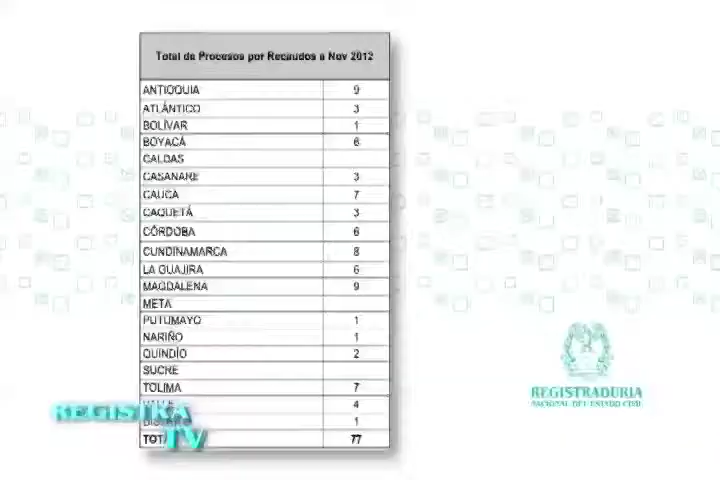 Total de Procesos por Recaudos a Nov 2012
ANTIOQUIA 9
ATLÁNTICO 3
BOLÍVAR 1
BOYACÁ 6
CALDAS
CASANARE 3
CAUCA 7
CAQUETÁ 3
CÓRDOBA 6
CUNDINAMARCA 8
LA GUAJIRA 6
MAGDALENA 9
META
PUTUMAYO 1
NARIÑO 1
QUINDÍO 2
SUCRE
TOLIMA 7
4
1
77
REGISTRA
TV
REGISTRADURIA
NACIONAL DEL ESTADO CIVIL